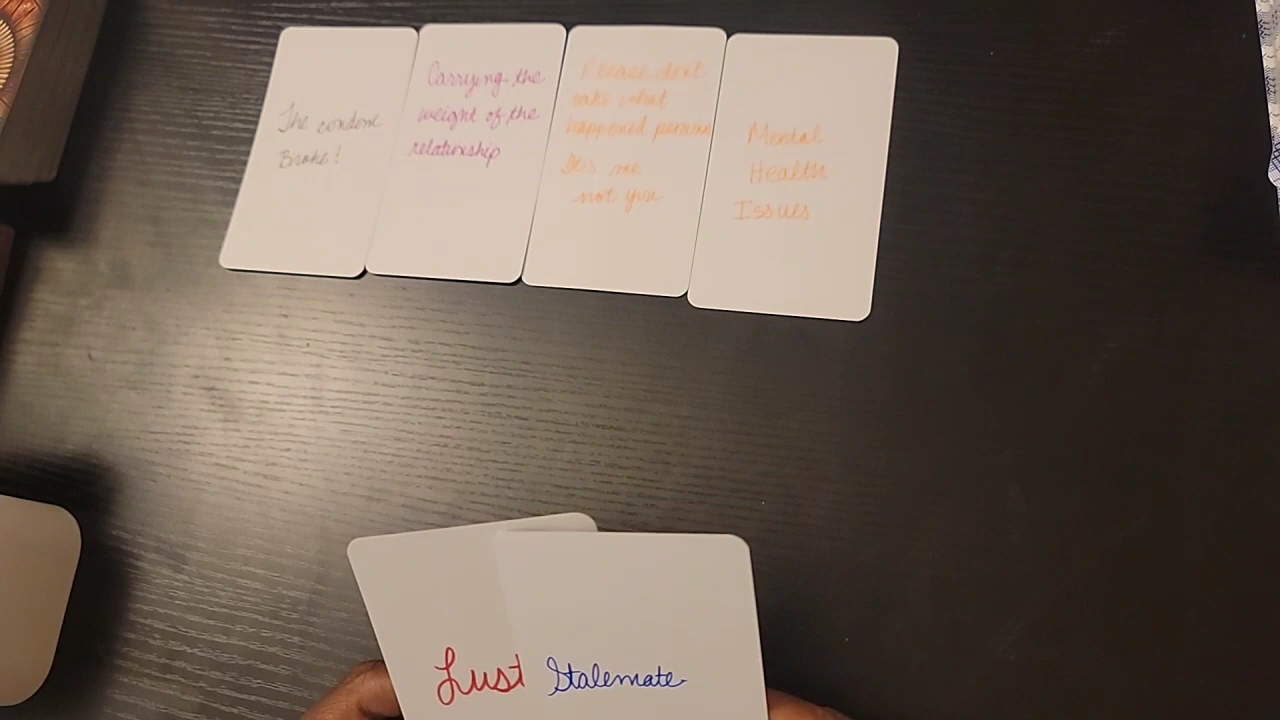 The condom
Broke!
Carrying the
weight of the
relationship
Please don't
take what
happened
It's me
not you
Mental
Health
Issues
Lust
Stalemate